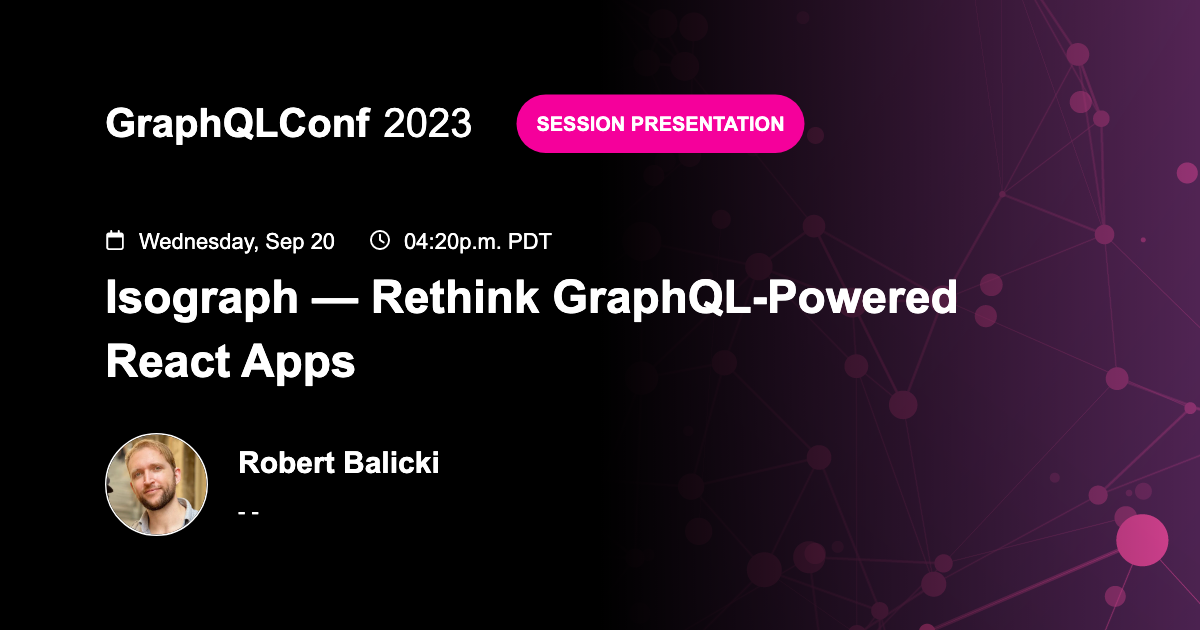 GraphQLConf 2023
SESSION PRESENTATION
Wednesday, Sep 20 04:20p.m. PDT
Isograph — Rethink GraphQL-Powered
React Apps
Robert Balicki
- -